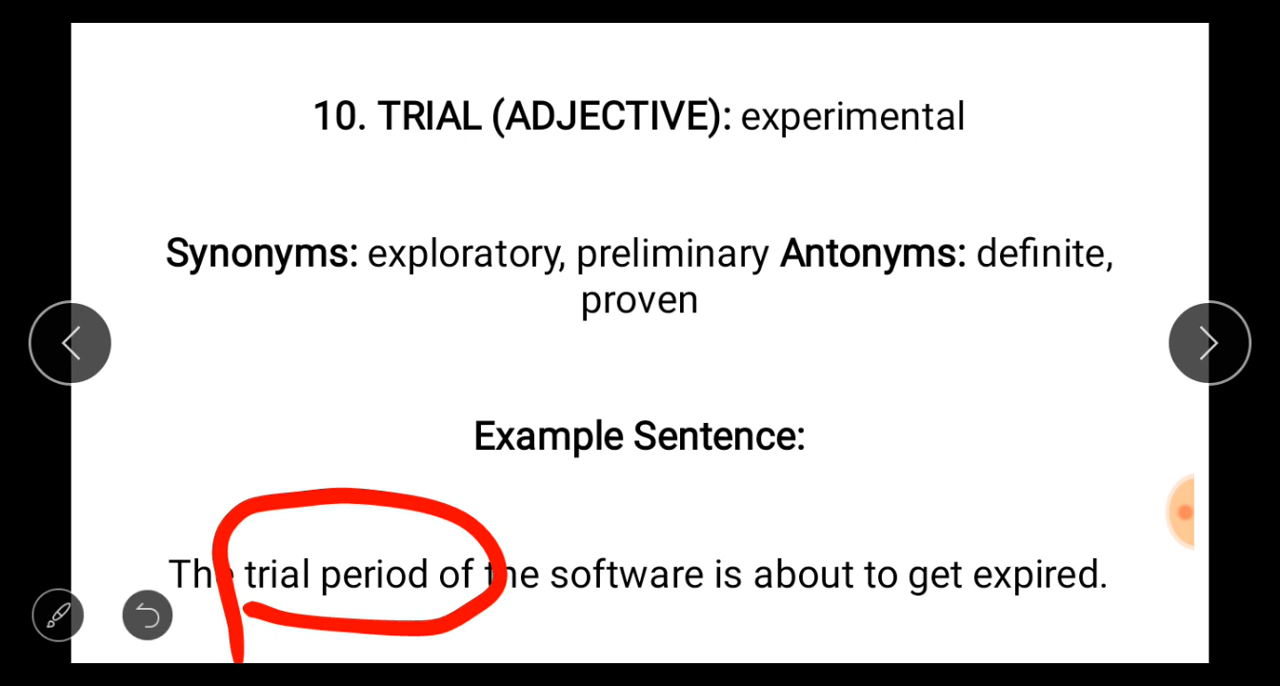 10. TRIAL (ADJECTIVE): experimental
Synonyms: exploratory, preliminary Antonyms: definite,
proven
Example Sentence:
The trial period of the software is about to get expired.